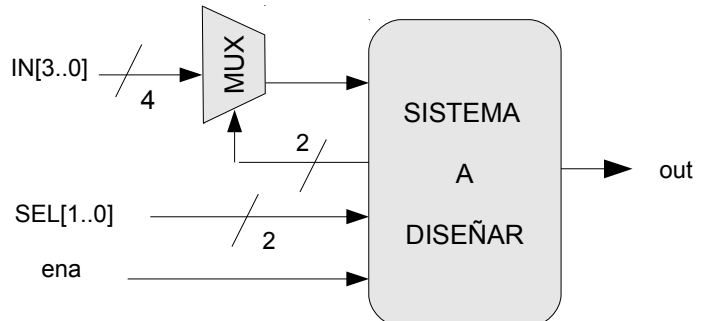 IN[3..0]
4
MUX
2
SEL[1..0]
2
ena
SISTEMA
A
DISEÑAR
out